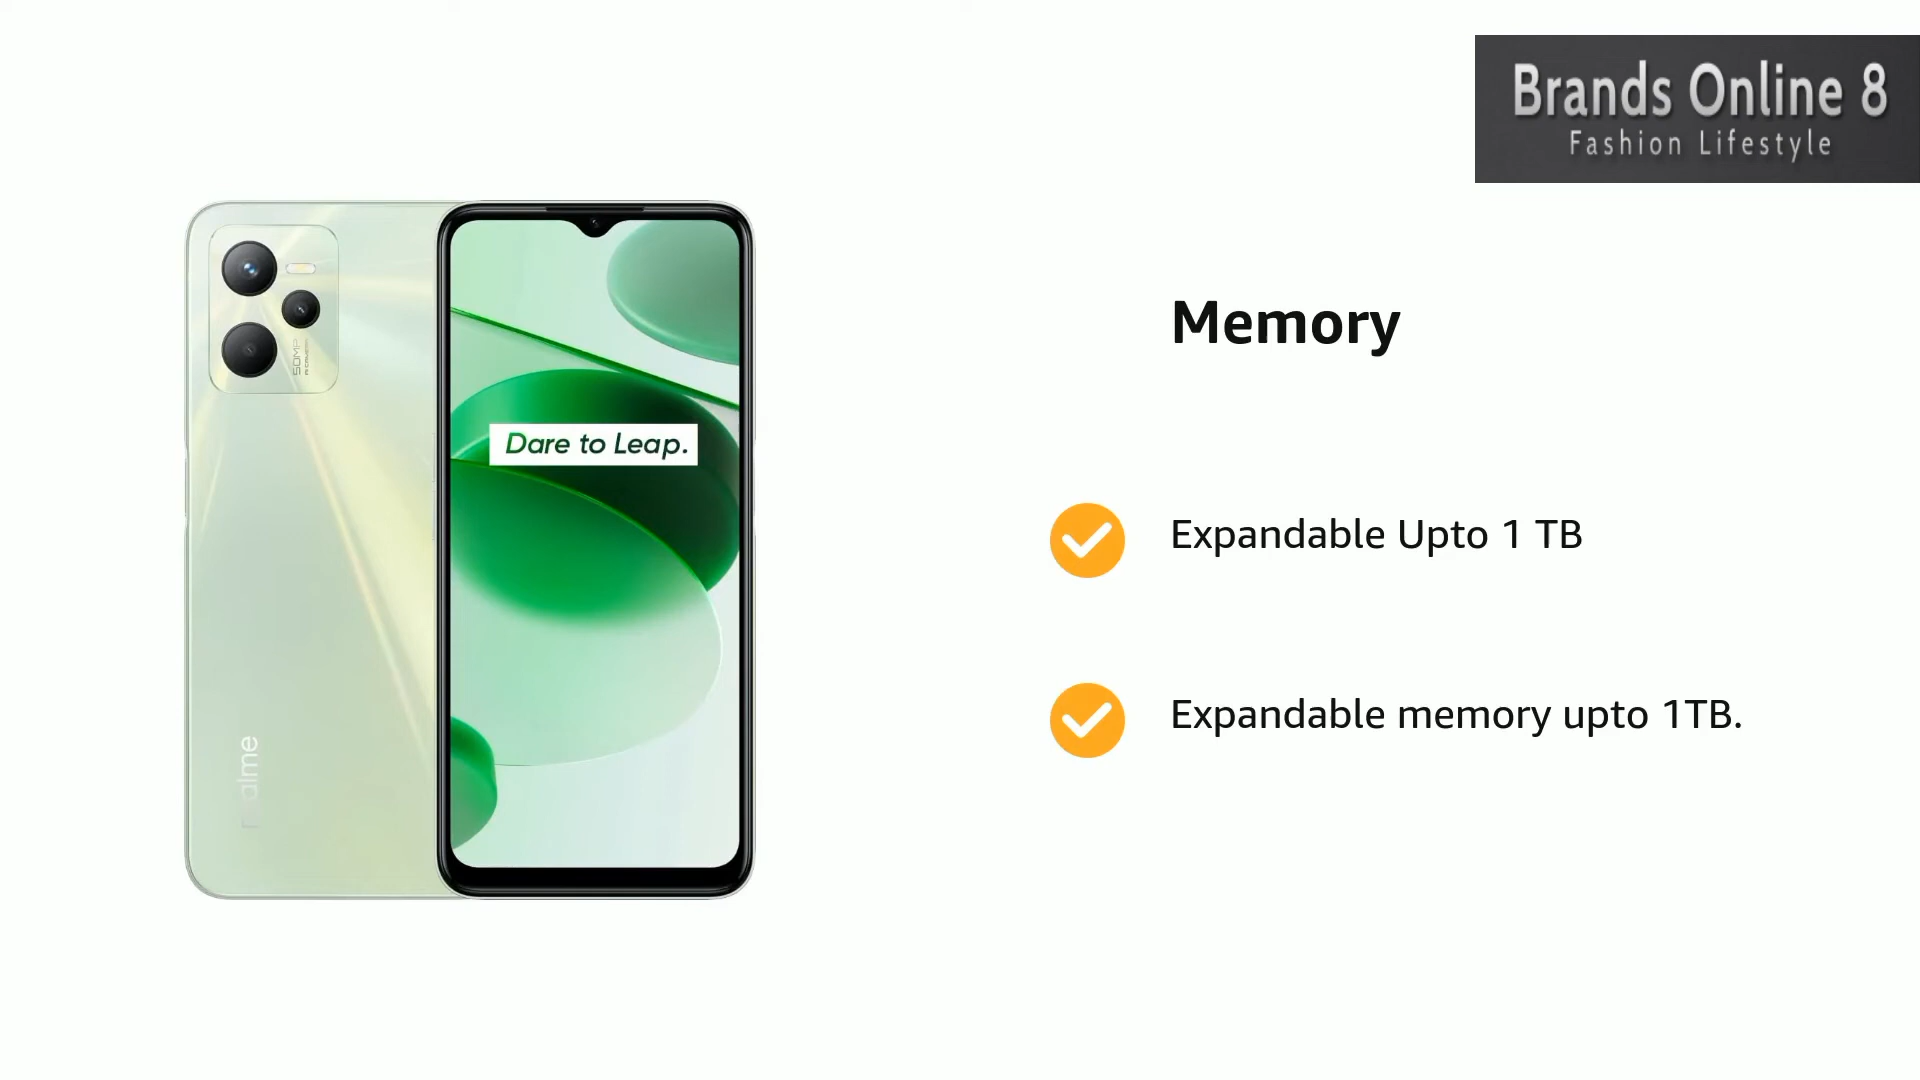 Brands Online 8
Fashion Lifestyle
Memory
Dare to Leap.
Expandable Upto 1 TB
Expandable memory upto 1TB.
50MP
realme